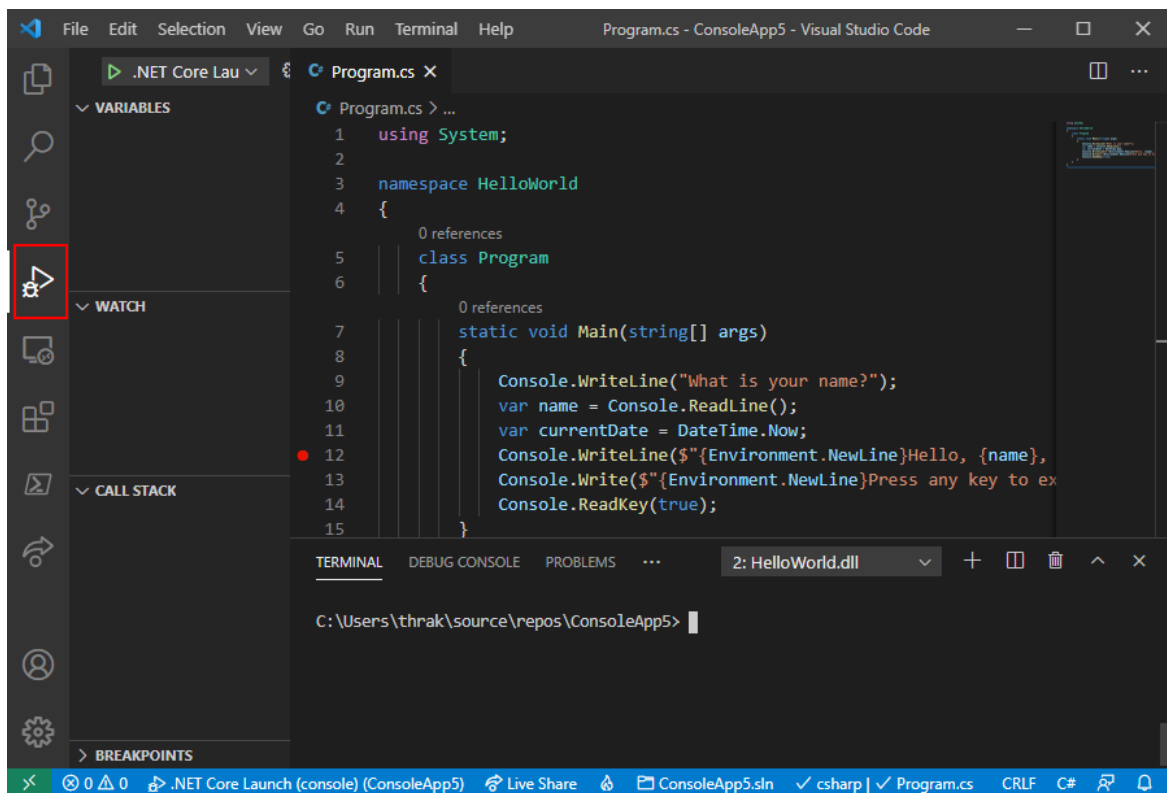 File Edit Selection View Go Run Terminal Help Program.cs - ConsoleApp5 - Visual Studio Code
.NET Core Lau
Program.cs
VARIABLES
WATCH
CALL STACK
BREAKPOINTS
Program.cs > ...
1 using System;
2
3 namespace HelloWorld
4 {
0 references
5 class Program
6 {
0 references
7 static void Main(string[] args)
8 {
9 Console.WriteLine("What is your name?");
10 var name = Console.ReadLine();
11 var currentDate = DateTime.Now;
12 Console.WriteLine($"{Environment.NewLine}Hello, {name},
13 Console.Write($"{Environment.NewLine}Press any key to ex
14 Console.ReadKey(true);
15 }
TERMINAL DEBUG CONSOLE PROBLEMS ... 2: HelloWorld.dll
C:\Users\thrak\source\repos\ConsoleApp5>
0 0 .NET Core Launch (console) (ConsoleApp5) Live Share ConsoleApp5.sln csharp | Program.cs CRLF C#